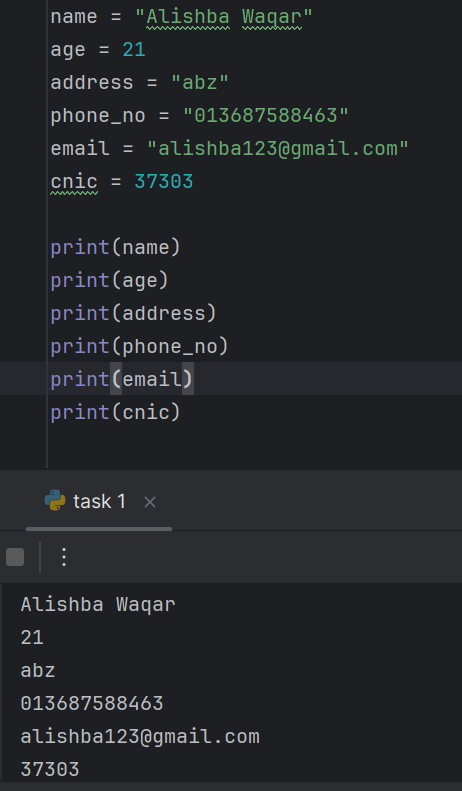 name = "Alishba Waqar"
age = 21
address = "abz"
phone_no = "013687588463"
email = "alishba123@gmail.com"
cnic = 37303
print(name)
print(age)
print(address)
print(phone_no)
print(email)
print(cnic)
task 1
Alishba Waqar
21
abz
013687588463
alishba123@gmail.com
37303